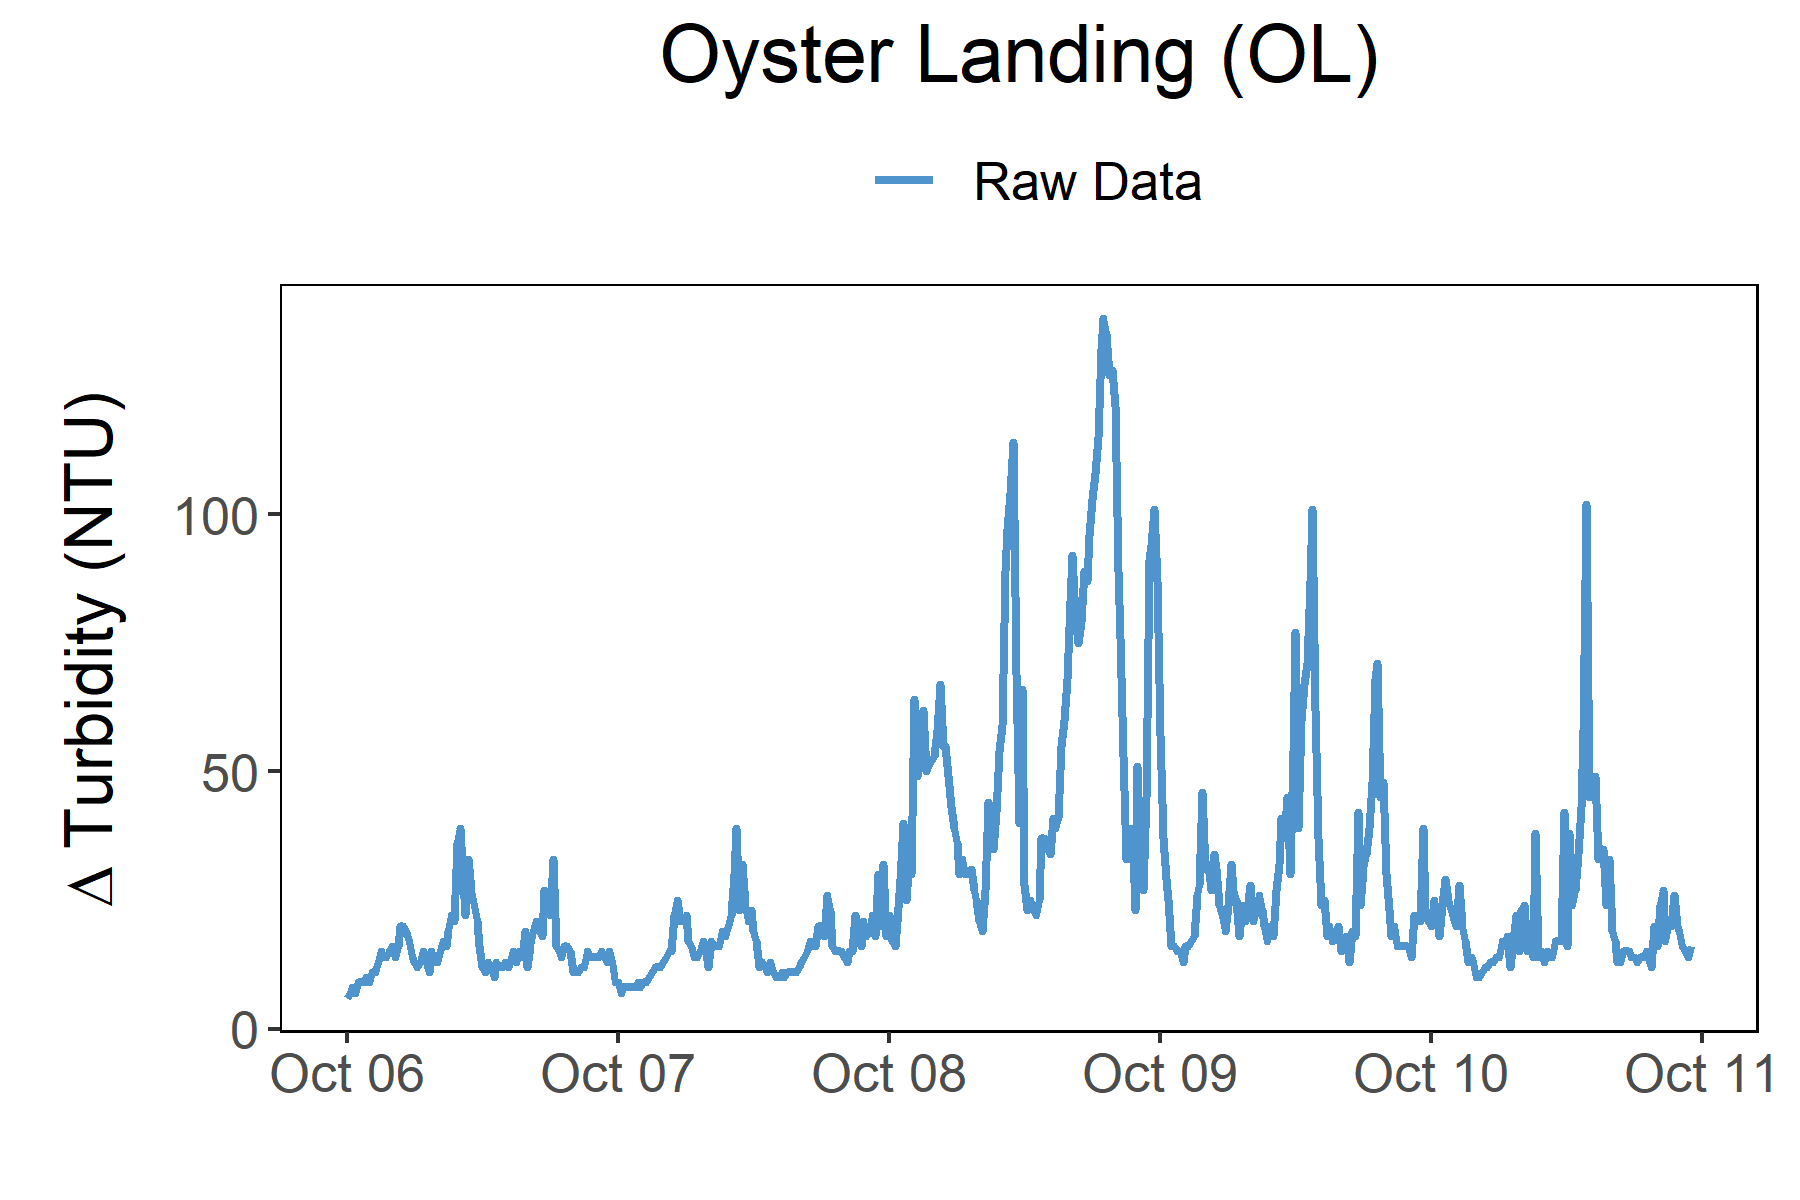 Oyster Landing (OL)
Raw Data
Δ Turbidity (NTU)
100
50
0
Oct 06 Oct 07 Oct 08 Oct 09 Oct 10 Oct 11